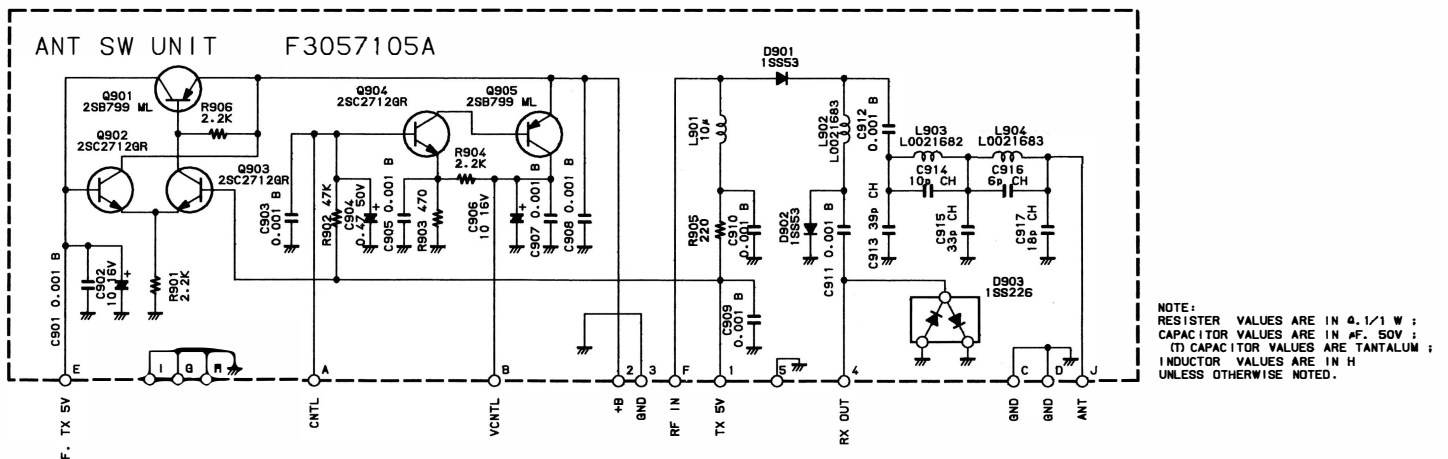 ANT SW UNIT F3057105A
Q901
2SB799 ML
R906
2.2K
Q902
2SC2712GR
Q903
2SC2712GR
Q904
2SC2712GR
Q905
2SB799 ML
R904
2.2K
C901 0.001 B
C902
10 16V
R901
2.2K
C903
0.001 B
R902 47K
C904
0.47 50V
C905 0.001 B
R903 470
C906
10 16V
C907 0.001 B
C908 0.001 B
D901
1SS53
L901
10μ
L902
L0021683
C912
0.001 B
L903
L0021682
L904
L0021683
C914
10p CH
C916
6p CH
R905
220
C910
0.001 B
D902
1SS53
C911 0.001 B
C913 39p CH
C915
33p CH
C917
18p CH
C909
0.001 B
D903
1SS226
E
I
G
A
B
2
3
F
1
5
4
C
D
J
F. TX 5V
CNTL
VCNTL
+B
GND
RF IN
TX 5V
RX OUT
GND
GND
ANT
NOTE:
RESISTER VALUES ARE IN Ω. 1/1 W ;
CAPACITOR VALUES ARE IN μF. 50V ;
(T) CAPACITOR VALUES ARE TANTALUM ;
INDUCTOR VALUES ARE IN H
UNLESS OTHERWISE NOTED.